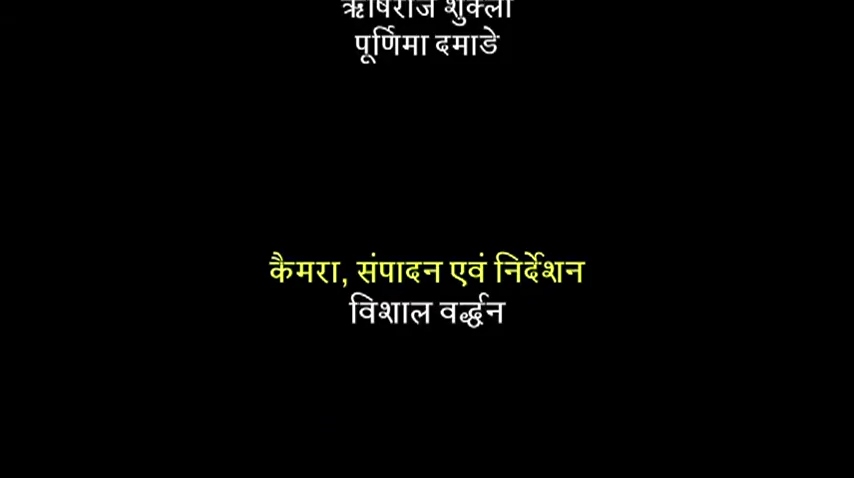 ऋषिराज शुक्ला
पूर्णिमा दमाडे
कैमरा, संपादन एवं निर्देशन
विशाल वर्द्धन